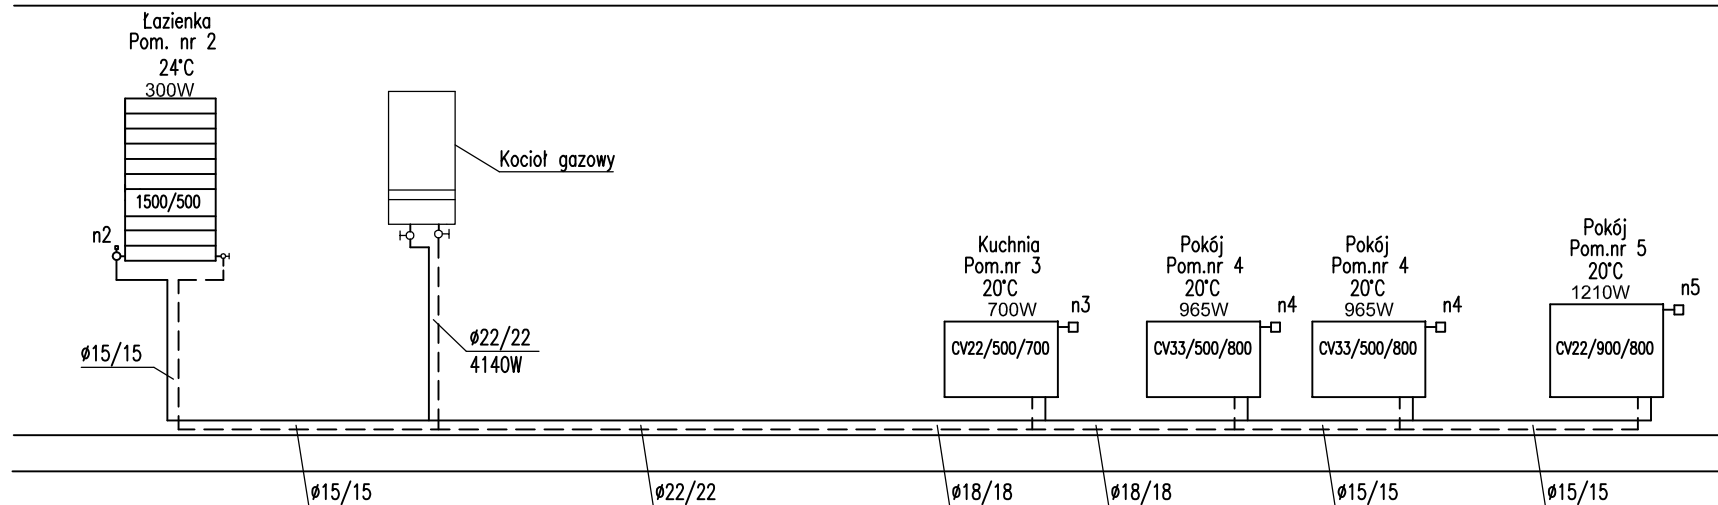 Łazienka
Pom. nr 2
24°C
300W
1500/500
n2
ø15/15
Kocioł gazowy
ø22/22
4140W
Kuchnia
Pom.nr 3
20°C
700W
n3
CV22/500/700
Pokój
Pom.nr 4
20°C
965W
n4
CV33/500/800
Pokój
Pom.nr 4
20°C
965W
n4
CV33/500/800
Pokój
Pom.nr 5
20°C
1210W
n5
CV22/900/800
ø15/15
ø22/22
ø18/18
ø18/18
ø15/15
ø15/15